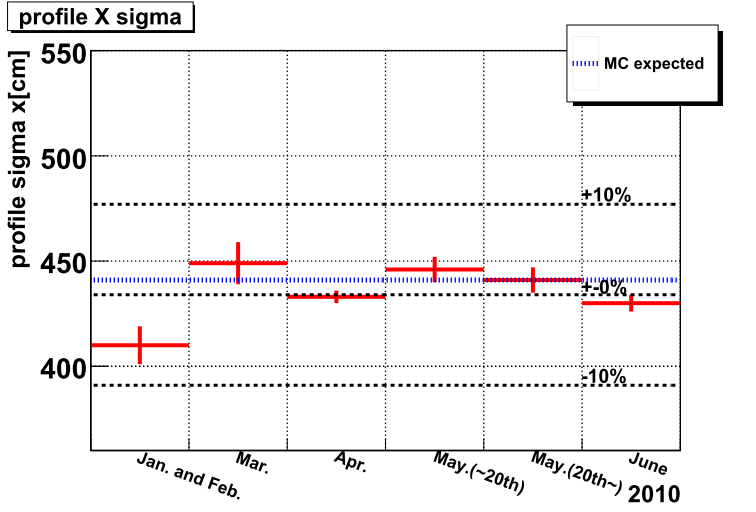 profile X sigma
MC expected
profile sigma x[cm]
550
500
450
400
+10%
+-0%
-10%
Jan. and Feb.
Mar.
Apr.
May.(~20th)
May.(20th~)
June
2010